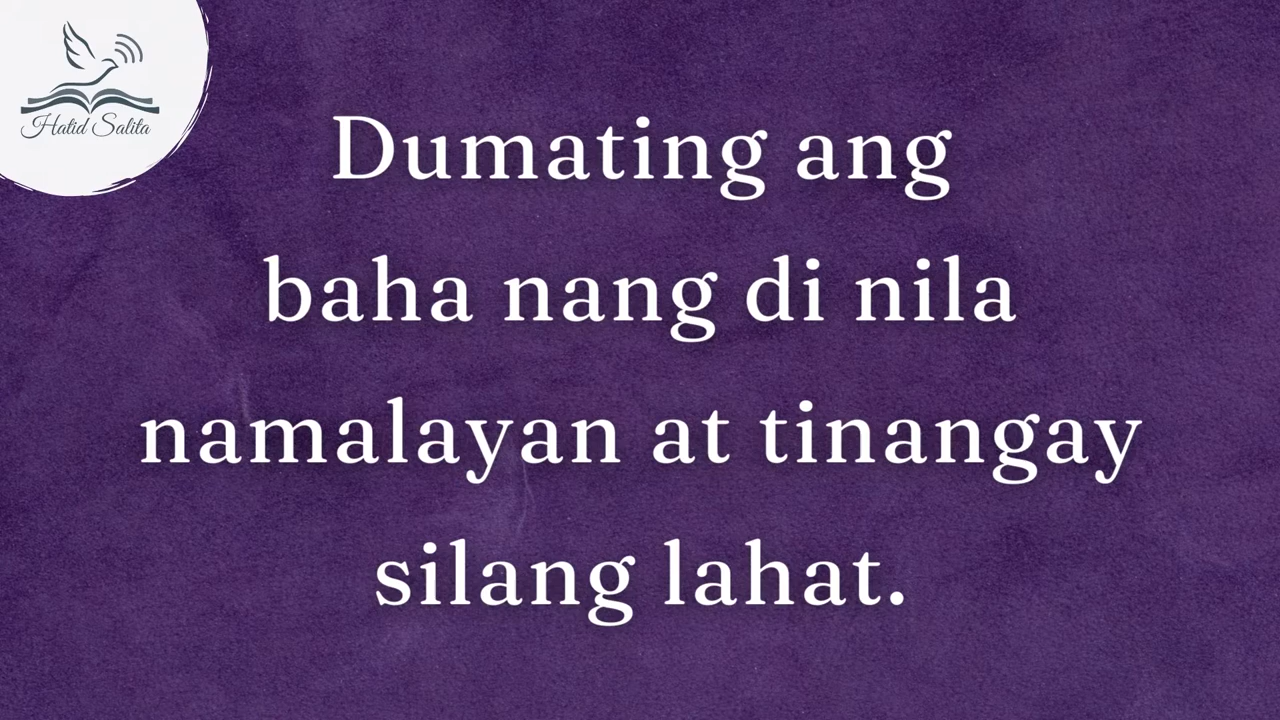 Hatid Salita
Dumating ang
baha nang di nila
namalayan at tinangay
silang lahat.